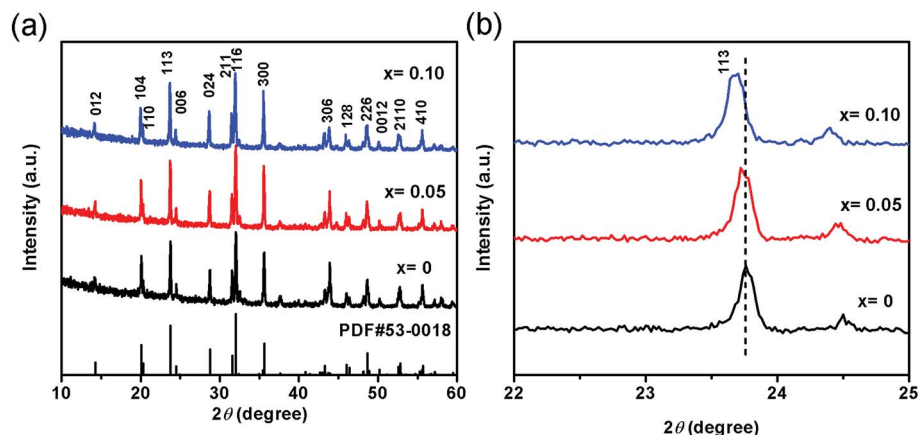 (a)
Intensity (a.u.)
012
104
110
113
006
024
211
116
300
306
128
226
0012
2110
410
x= 0.10
x= 0.05
x= 0
PDF#53-0018
10 20 30 40 50 60
2θ (degree)
(b)
Intensity (a.u.)
113
x= 0.10
x= 0.05
x= 0
22 23 24 25
2θ (degree)